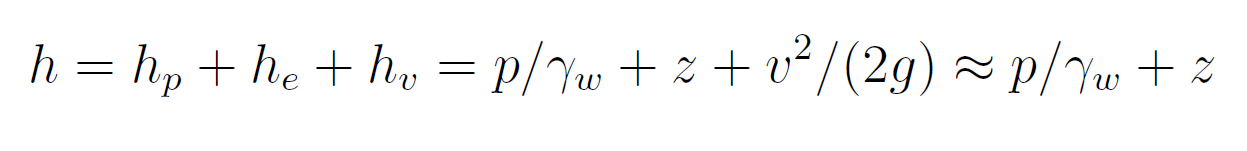 h = h_p + h_e + h_v = p/γ_w + z + v²/(2g) ≈ p/γ_w + z